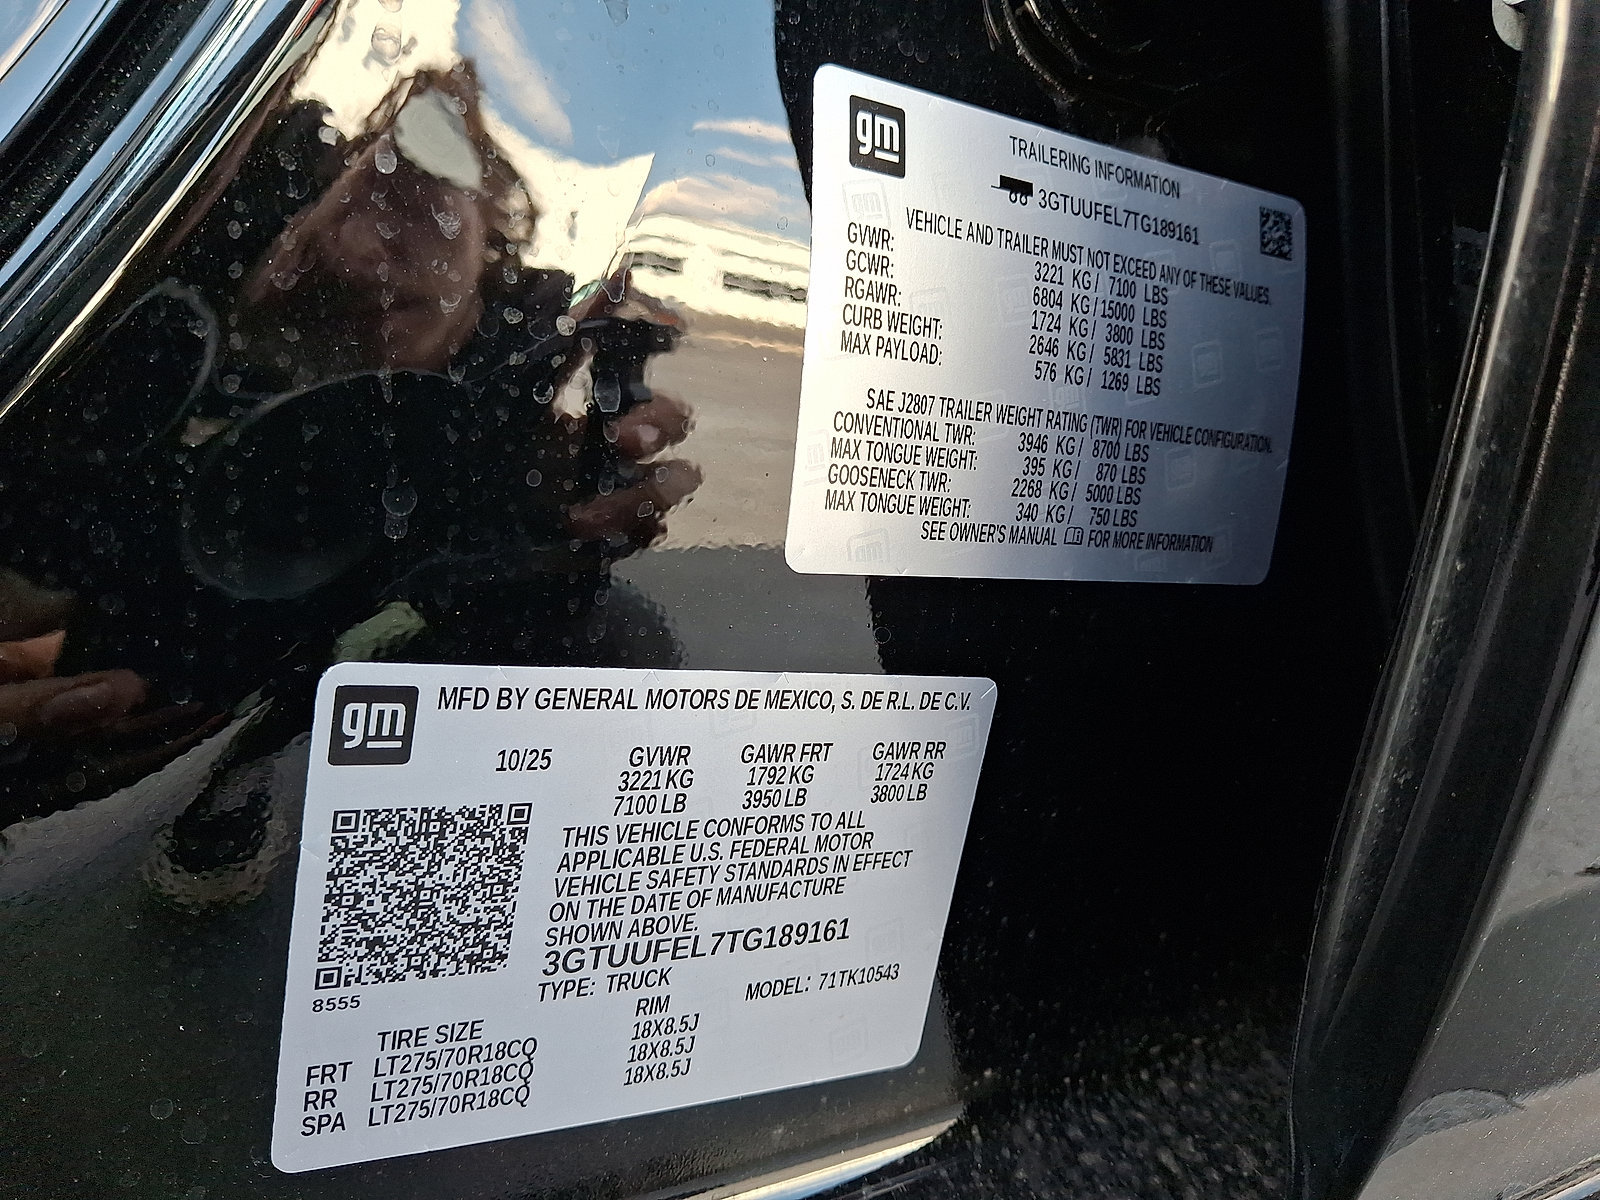 gm
TRAILERING INFORMATION
3GTUUFEL7TG189161
VEHICLE AND TRAILER MUST NOT EXCEED ANY OF THESE VALUES.
GVWR: 3221 KG / 7100 LBS
GCWR: 6804 KG / 15000 LBS
RGAWR: 1724 KG / 3800 LBS
CURB WEIGHT: 2646 KG / 5831 LBS
MAX PAYLOAD: 576 KG / 1269 LBS
SAE J2807 TRAILER WEIGHT RATING (TWR) FOR VEHICLE CONFIGURATION.
CONVENTIONAL TWR: 3946 KG / 8700 LBS
MAX TONGUE WEIGHT: 395 KG / 870 LBS
GOOSENECK TWR: 2268 KG / 5000 LBS
MAX TONGUE WEIGHT: 340 KG / 750 LBS
SEE OWNER'S MANUAL FOR MORE INFORMATION
gm
MFD BY GENERAL MOTORS DE MEXICO, S. DE R.L. DE C.V.
10/25 GVWR GAWR FRT GAWR RR
3221 KG 1792 KG 1724 KG
7100 LB 3950 LB 3800 LB
THIS VEHICLE CONFORMS TO ALL
APPLICABLE U.S. FEDERAL MOTOR
VEHICLE SAFETY STANDARDS IN EFFECT
ON THE DATE OF MANUFACTURE
SHOWN ABOVE.
3GTUUFEL7TG189161
TYPE: TRUCK MODEL: 71TK10543
8555
TIRE SIZE RIM
FRT LT275/70R18CQ 18X8.5J
RR LT275/70R18CQ 18X8.5J
SPA LT275/70R18CQ 18X8.5J